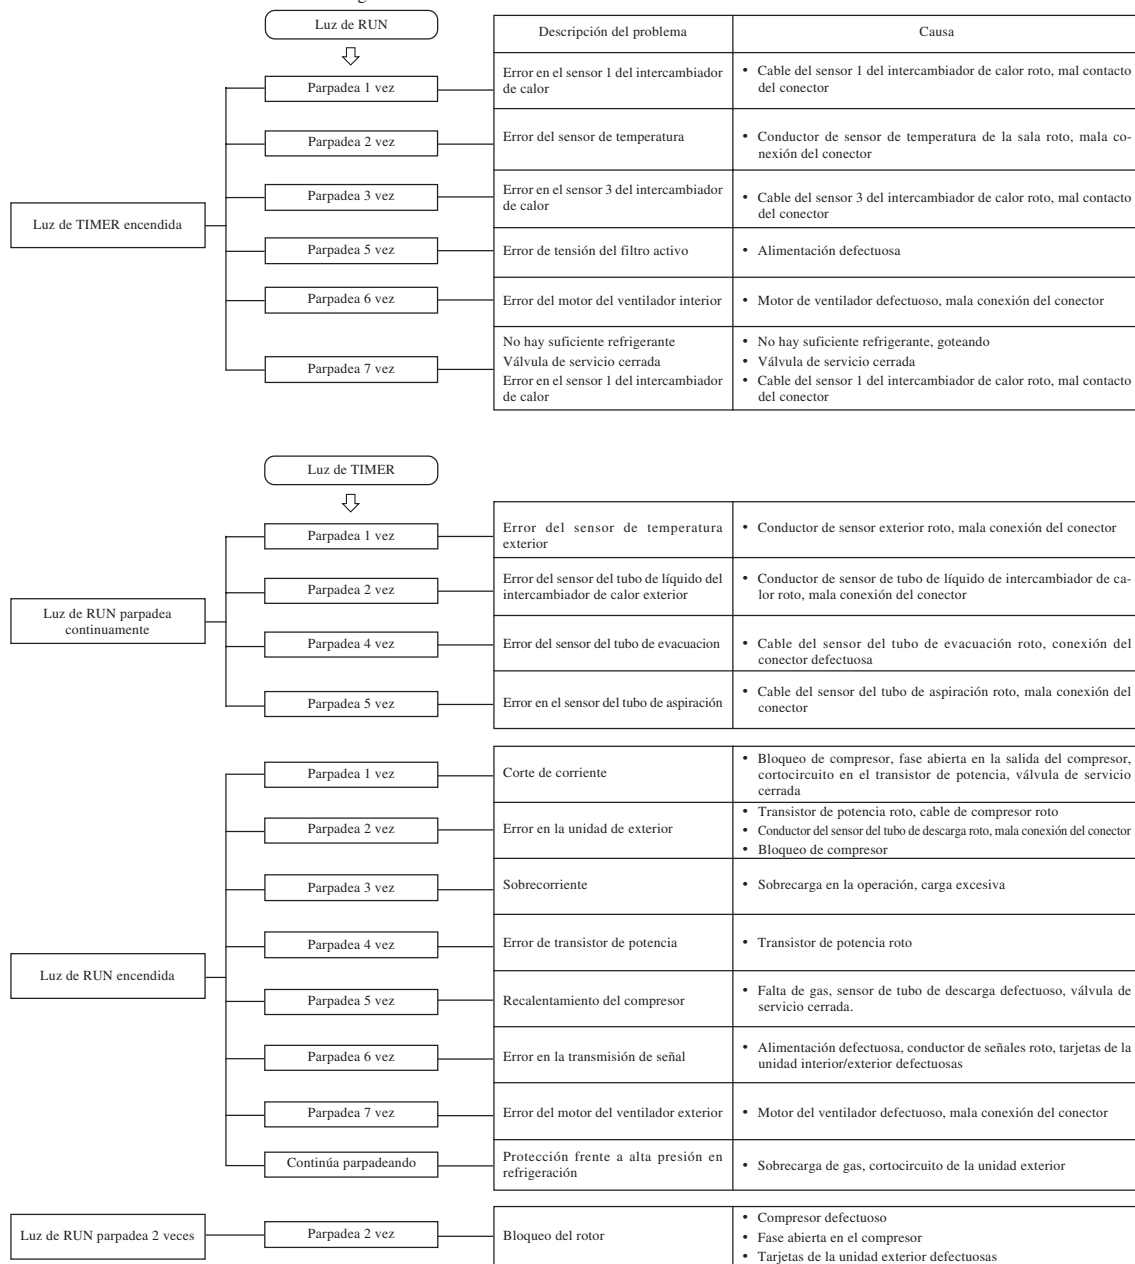 Luz de RUN
Descripción del problema
Causa
Parpadea 1 vez
Error en el sensor 1 del intercambiador
de calor
• Cable del sensor 1 del intercambiador de calor roto, mal contacto
del conector
Parpadea 2 vez
Error del sensor de temperatura
• Conductor de sensor de temperatura de la sala roto, mala co-
nexión del conector
Luz de TIMER encendida
Parpadea 3 vez
Error en el sensor 3 del intercambiador
de calor
• Cable del sensor 3 del intercambiador de calor roto, mal contacto
del conector
Parpadea 5 vez
Error de tensión del filtro activo
• Alimentación defectuosa
Parpadea 6 vez
Error del motor del ventilador interior
• Motor de ventilador defectuoso, mala conexión del conector
Parpadea 7 vez
No hay suficiente refrigerante
Válvula de servicio cerrada
Error en el sensor 1 del intercambiador
de calor
• No hay suficiente refrigerante, goteando
• Válvula de servicio cerrada
• Cable del sensor 1 del intercambiador de calor roto, mal contacto
del conector
Luz de TIMER
Parpadea 1 vez
Error del sensor de temperatura
exterior
• Conductor de sensor exterior roto, mala conexión del conector
Luz de RUN parpadea
continuamente
Parpadea 2 vez
Error del sensor del tubo de líquido del
intercambiador de calor exterior
• Conductor de sensor de tubo de líquido de intercambiador de ca-
lor roto, mala conexión del conector
Parpadea 4 vez
Error del sensor del tubo de evacuacion
• Cable del sensor del tubo de evacuación roto, conexión del
conector defectuosa
Parpadea 5 vez
Error en el sensor del tubo de aspiración
• Cable del sensor del tubo de aspiración roto, mala conexión del
conector
Parpadea 1 vez
Corte de corriente
• Bloqueo de compresor, fase abierta en la salida del compresor,
cortocircuito en el transistor de potencia, válvula de servicio
cerrada
Parpadea 2 vez
Error en la unidad de exterior
• Transistor de potencia roto, cable de compresor roto
• Conductor del sensor del tubo de descarga roto, mala conexión del conector
• Bloqueo de compresor
Parpadea 3 vez
Sobrecorriente
• Sobrecarga en la operación, carga excesiva
Luz de RUN encendida
Parpadea 4 vez
Error de transistor de potencia
• Transistor de potencia roto
Parpadea 5 vez
Recalentamiento del compresor
• Falta de gas, sensor de tubo de descarga defectuoso, válvula de
servicio cerrada.
Parpadea 6 vez
Error en la transmisión de señal
• Alimentación defectuosa, conductor de señales roto, tarjetas de la
unidad interior/exterior defectuosas
Parpadea 7 vez
Error del motor del ventilador exterior
• Motor del ventilador defectuoso, mala conexión del conector
Continúa parpadeando
Protección frente a alta presión en
refrigeración
• Sobrecarga de gas, cortocircuito de la unidad exterior
Luz de RUN parpadea 2 veces
Parpadea 2 vez
Bloqueo del rotor
• Compresor defectuoso
• Fase abierta en el compresor
• Tarjetas de la unidad exterior defectuosas